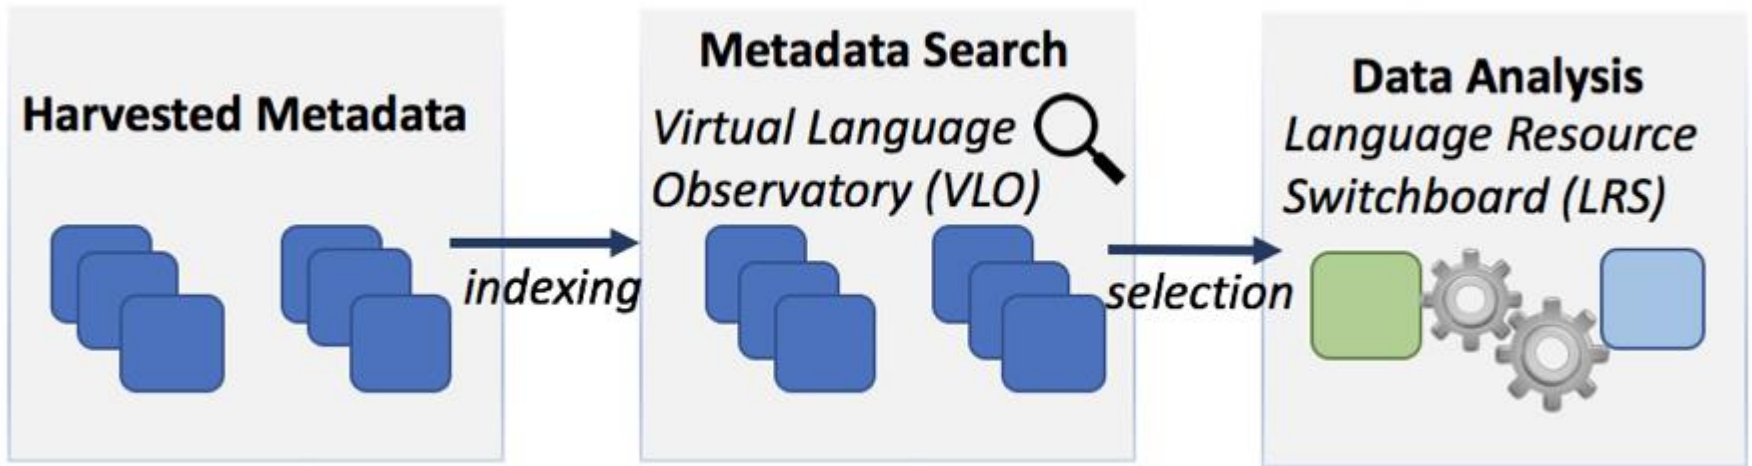 Harvested Metadata
indexing
Metadata Search
Virtual Language
Observatory (VLO)
selection
Data Analysis
Language Resource
Switchboard (LRS)